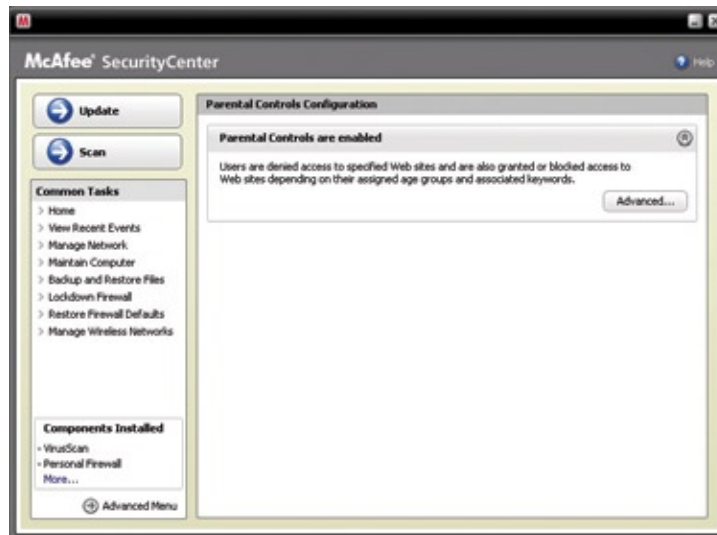 McAfee® SecurityCenter
Help
Update
Scan
Common Tasks
> Home
> View Recent Events
> Manage Network
> Maintain Computer
> Backup and Restore Files
> Lockdown Firewall
> Restore Firewall Defaults
> Manage Wireless Networks
Components Installed
- VirusScan
- Personal Firewall
More...
Advanced Menu
Parental Controls Configuration
Parental Controls are enabled
Users are denied access to specified Web sites and are also granted or blocked access to
Web sites depending on their assigned age groups and associated keywords.
Advanced...